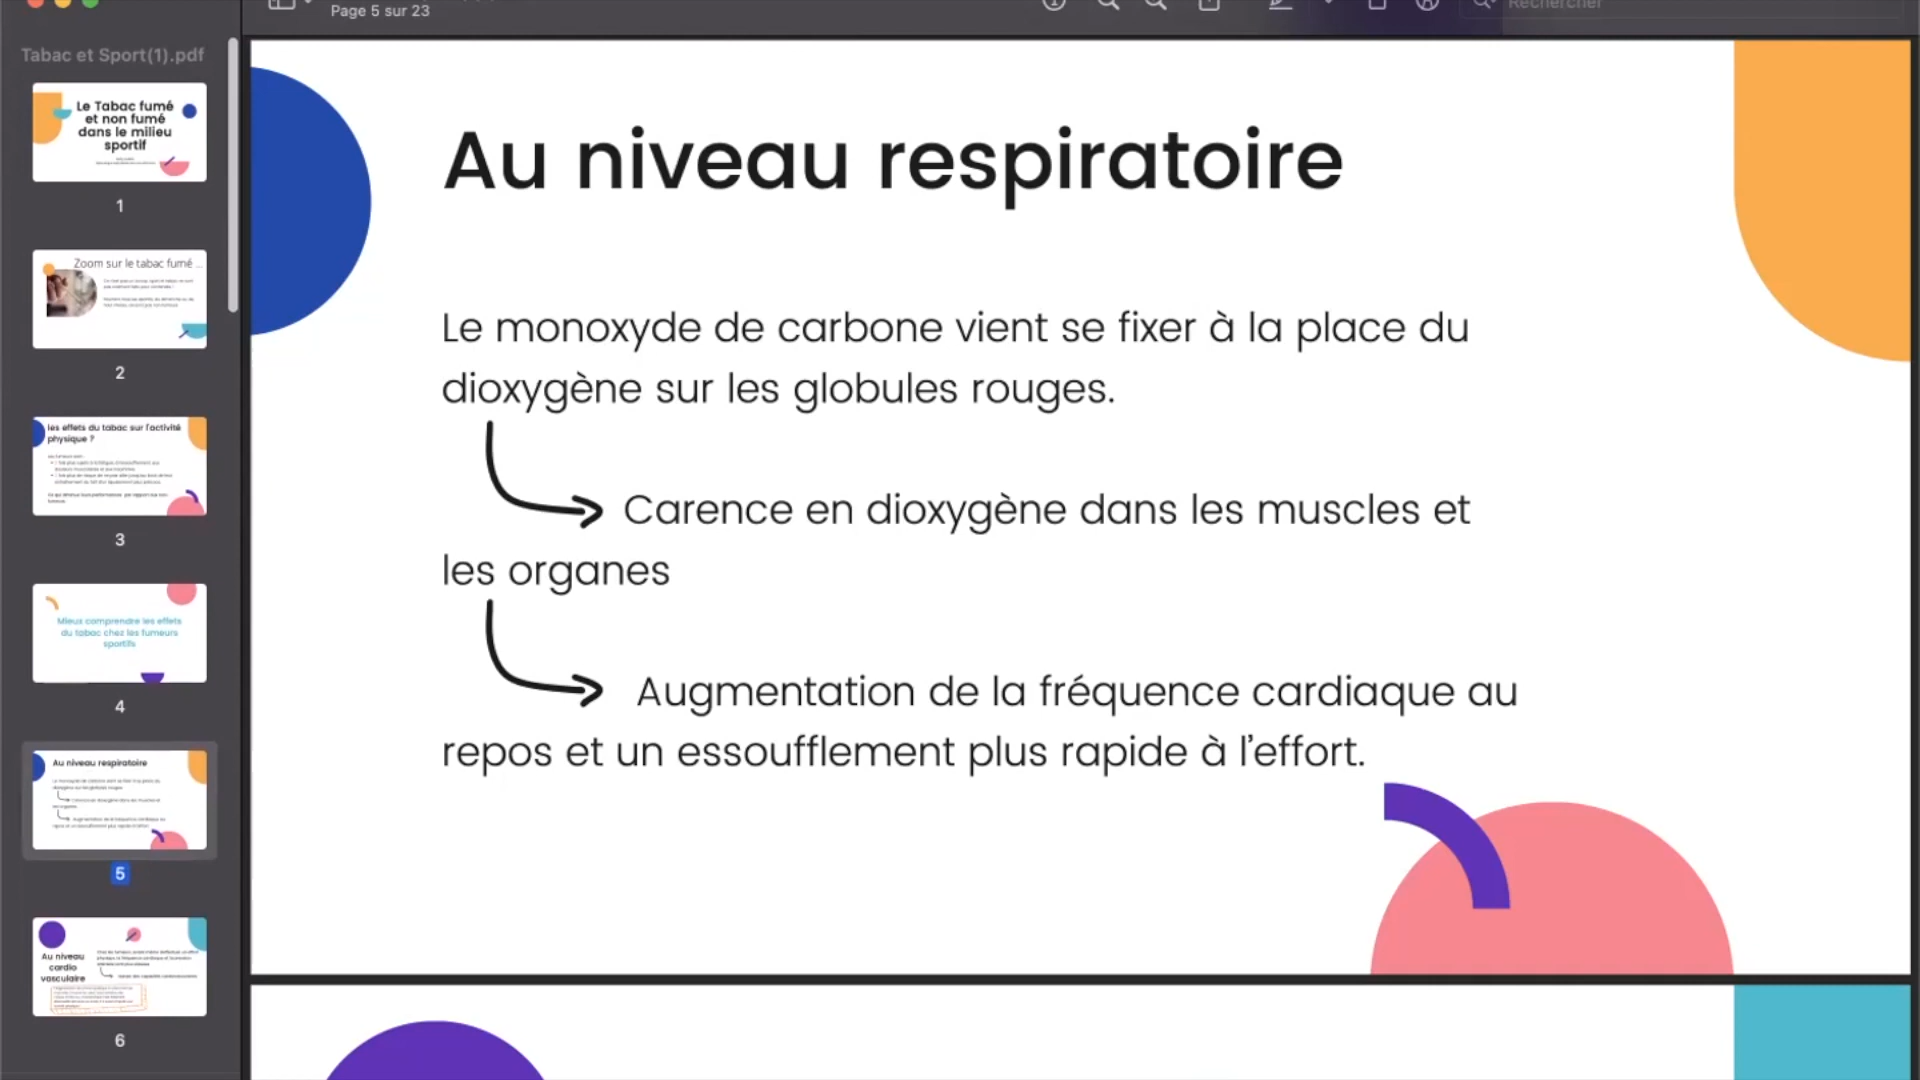 Page 5 sur 23
Rechercher
Tabac et Sport(1).pdf
Le Tabac fumé
et non fumé
dans le milieu
sportif
1
Zoom sur le tabac fumé ...
2
les effets du tabac sur l'activité
physique ?
3
Mieux comprendre les effets
du tabac chez les fumeurs
sportifs
4
Au niveau respiratoire
5
Au niveau
cardio
vasculaire
6
Au niveau respiratoire
Le monoxyde de carbone vient se fixer à la place du
dioxygène sur les globules rouges.
Carence en dioxygène dans les muscles et
les organes
Augmentation de la fréquence cardiaque au
repos et un essoufflement plus rapide à l'effort.